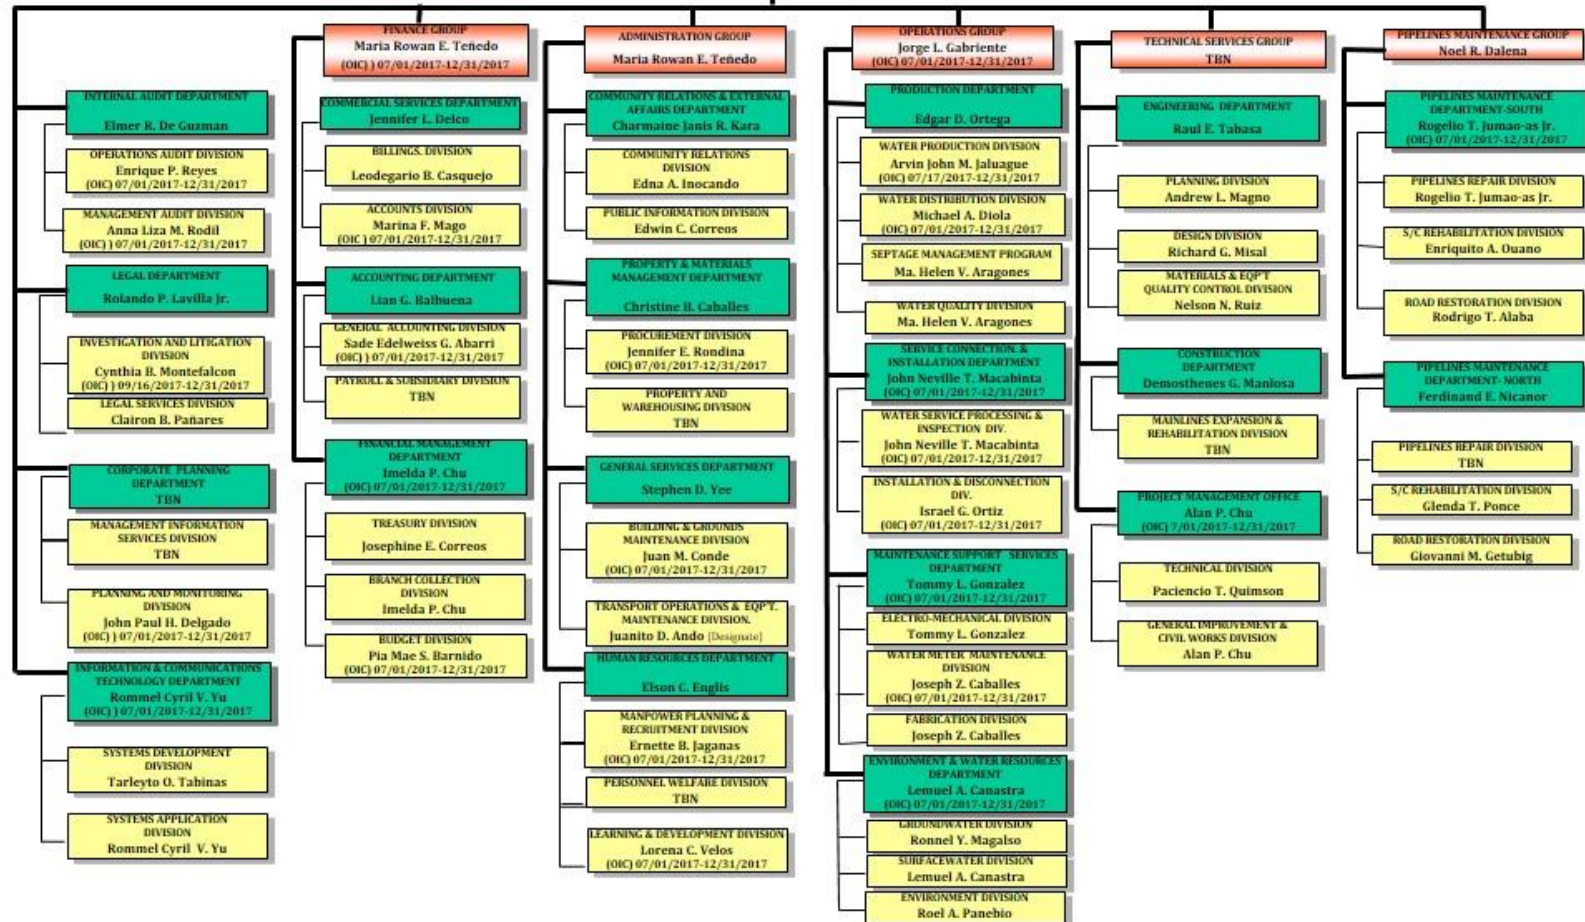 INTERNAL AUDIT DEPARTMENT
Elmer R. De Guzman
OPERATIONS AUDIT DIVISION
Enrique P. Reyes
(OIC) ) 07/01/2017-12/31/2017
MANAGEMENT AUDIT DIVISION
Anna Liza M. Rodil
(OIC) ) 07/01/2017-12/31/2017
LEGAL DEPARTMENT
Rolando P. Lavilla Jr.
INVESTIGATION AND LITIGATION
DIVISION
Cynthia B. Montefalcon
(OIC) ) 09/16/2017-12/31/2017
LEGAL SERVICES DIVISION
Clairon B. Pañares
CORPORATE PLANNING
DEPARTMENT
TBN
MANAGEMENT INFORMATION
SERVICES DIVISION
TBN
PLANNING AND MONITORING
DIVISION
John Paul H. Delgado
(OIC) ) 07/01/2017-12/31/2017
INFORMATION & COMMUNICATIONS
TECHNOLOGY DEPARTMENT
Rommel Cyril V. Yu
(OIC) ) 07/01/2017-12/31/2017
SYSTEMS DEVELOPMENT
DIVISION
Tarleyto O. Tabinas
SYSTEMS APPLICATION
DIVISION
Rommel Cyril V. Yu
FINANCE GROUP
Maria Rowan E. Teñedo
(OIC) ) 07/01/2017-12/31/2017
COMMERCIAL SERVICES DEPARTMENT
Jennifer L. Delco
BILLINGS. DIVISION
Leodegario B. Casquejo
ACCOUNTS DIVISION
Marina F. Mago
(OIC ) 07/01/2017-12/31/2017
ACCOUNTING DEPARTMENT
Lian G. Balbuena
GENERAL ACCOUNTING DIVISION
Sade Edelweiss G. Abarri
(OIC) ) 07/01/2017-12/31/2017
PAYROLL & SUBSIDIARY DIVISION
TBN
FINANCIAL MANAGEMENT
DEPARTMENT
Imelda P. Chu
(OIC) 07/01/2017-12/31/2017
TREASURY DIVISION
Josephine E. Correos
BRANCH COLLECTION
DIVISION
Imelda P. Chu
BUDGET DIVISION
Pia Mae S. Barnido
(OIC) 07/01/2017-12/31/2017
ADMINISTRATION GROUP
Maria Rowan E. Teñedo
COMMUNITY RELATIONS & EXTERNAL
AFFAIRS DEPARTMENT
Charmaine Janis R. Kara
COMMUNITY RELATIONS
DIVISION
Edna A. Inocando
PUBLIC INFORMATION DIVISION
Edwin C. Correos
PROPERTY & MATERIALS
MANAGEMENT DEPARTMENT
Christine B. Caballes
PROCUREMENT DIVISION
Jennifer E. Rondina
(OIC) 07/01/2017-12/31/2017
PROPERTY AND
WAREHOUSING DIVISION
TBN
GENERAL SERVICES DEPARTMENT
Stephen D. Yee
BUILDING & GROUNDS
MAINTENANCE DIVISION
Juan M. Conde
(OIC) 07/01/2017-12/31/2017
TRANSPORT OPERATIONS & EQP'T.
MAINTENANCE DIVISION.
Juanito D. Ando (Designate)
HUMAN RESOURCES DEPARTMENT
Elson C. Englis
MANPOWER PLANNING &
RECRUITMENT DIVISION
Ernette B. Jaganas
(OIC) 07/01/2017-12/31/2017
PERSONNEL WELFARE DIVISION
TBN
LEARNING & DEVELOPMENT DIVISION
Lorena C. Velos
(OIC) 07/01/2017-12/31/2017
OPERATIONS GROUP
Jorge L. Gabriente
(OIC) 07/01/2017-12/31/2017
PRODUCTION DEPARTMENT
Edgar D. Ortega
WATER PRODUCTION DIVISION
Arvin John M. Jaluague
(OIC) 07/17/2017-12/31/2017
WATER DISTRIBUTION DIVISION
Michael A. Diola
(OIC) 07/01/2017-12/31/2017
SEPTAGE MANAGEMENT PROGRAM
Ma. Helen V. Aragones
WATER QUALITY DIVISION
Ma. Helen V. Aragones
SERVICE CONNECTION. &
INSTALLATION DEPARTMENT
John Neville T. Macabinta
(OIC) 07/01/2017-12/31/2017
WATER SERVICE PROCESSING &
INSPECTION DIV.
John Neville T. Macabinta
(OIC) 07/01/2017-12/31/2017
INSTALLATION & DISCONNECTION
DIV.
Israel G. Ortiz
(OIC) 07/01/2017-12/31/2017
MAINTENANCE SUPPORT SERVICES
DEPARTMENT
Tommy L. Gonzalez
(OIC) 07/01/2017-12/31/2017
ELECTRO-MECHANICAL DIVISION
Tommy L. Gonzalez
WATER METER MAINTENANCE
DIVISION
Joseph Z. Caballes
(OIC) 07/01/2017-12/31/2017
FABRICATION DIVISION
Joseph Z. Caballes
ENVIRONMENT & WATER RESOURCES
DEPARTMENT
Lemuel A. Canastra
(OIC) 07/01/2017-12/31/2017
GROUNDWATER DIVISION
Ronnel Y. Magalso
SURFACEWATER DIVISION
Lemuel A. Canastra
ENVIRONMENT DIVISION
Roel A. Panebio
TECHNICAL SERVICES GROUP
TBN
ENGINEERING DEPARTMENT
Raul E. Tabasa
PLANNING DIVISION
Andrew L. Magno
DESIGN DIVISION
Richard G. Misal
MATERIALS & EQP'T
QUALITY CONTROL DIVISION
Nelson N. Ruiz
CONSTRUCTION
DEPARTMENT
Demosthenes G. Manlosa
MAINLINES EXPANSION &
REHABILITATION DIVISION
TBN
PROJECT MANAGEMENT OFFICE
Alan P. Chu
(OIC) 7/01/2017-12/31/2017
TECHNICAL DIVISION
Paciencio T. Quimson
GENERAL IMPROVEMENT &
CIVIL WORKS DIVISION
Alan P. Chu
PIPELINES MAINTENANCE GROUP
Noel R. Dalena
PIPELINES MAINTENANCE
DEPARTMENT-SOUTH
Rogelio T. Jumao-as Jr.
(OIC) 07/01/2017-12/31/2017
PIPELINES REPAIR DIVISION
Rogelio T. Jumao-as Jr.
S/C REHABILITATION DIVISION
Enriquito A. Ouano
ROAD RESTORATION DIVISION
Rodrigo T. Alaba
PIPELINES MAINTENANCE
DEPARTMENT- NORTH
Ferdinand E. Nicanor
PIPELINES REPAIR DIVISION
TBN
S/C REHABILITATION DIVISION
Glenda T. Ponce
ROAD RESTORATION DIVISION
Giovanni M. Getubig